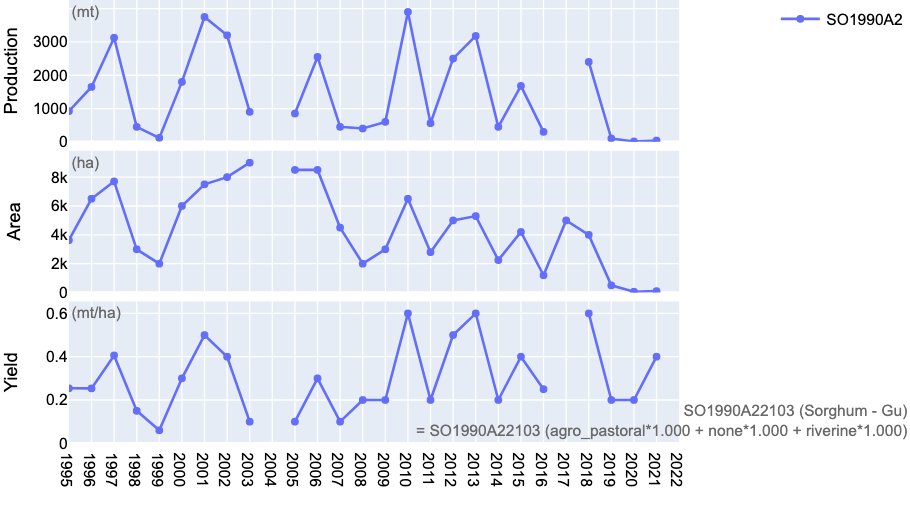 (mt)
SO1990A2
Production
3000
2000
1000
0
(ha)
Area
8k
6k
4k
2k
0
(mt/ha)
Yield
0.6
0.4
0.2
0
SO1990A22103 (Sorghum - Gu)
= SO1990A22103 (agro_pastoral*1.000 + none*1.000 + riverine*1.000)
1995
1996
1997
1998
1999
2000
2001
2002
2003
2004
2005
2006
2007
2008
2009
2010
2011
2012
2013
2014
2015
2016
2017
2018
2019
2020
2021
2022